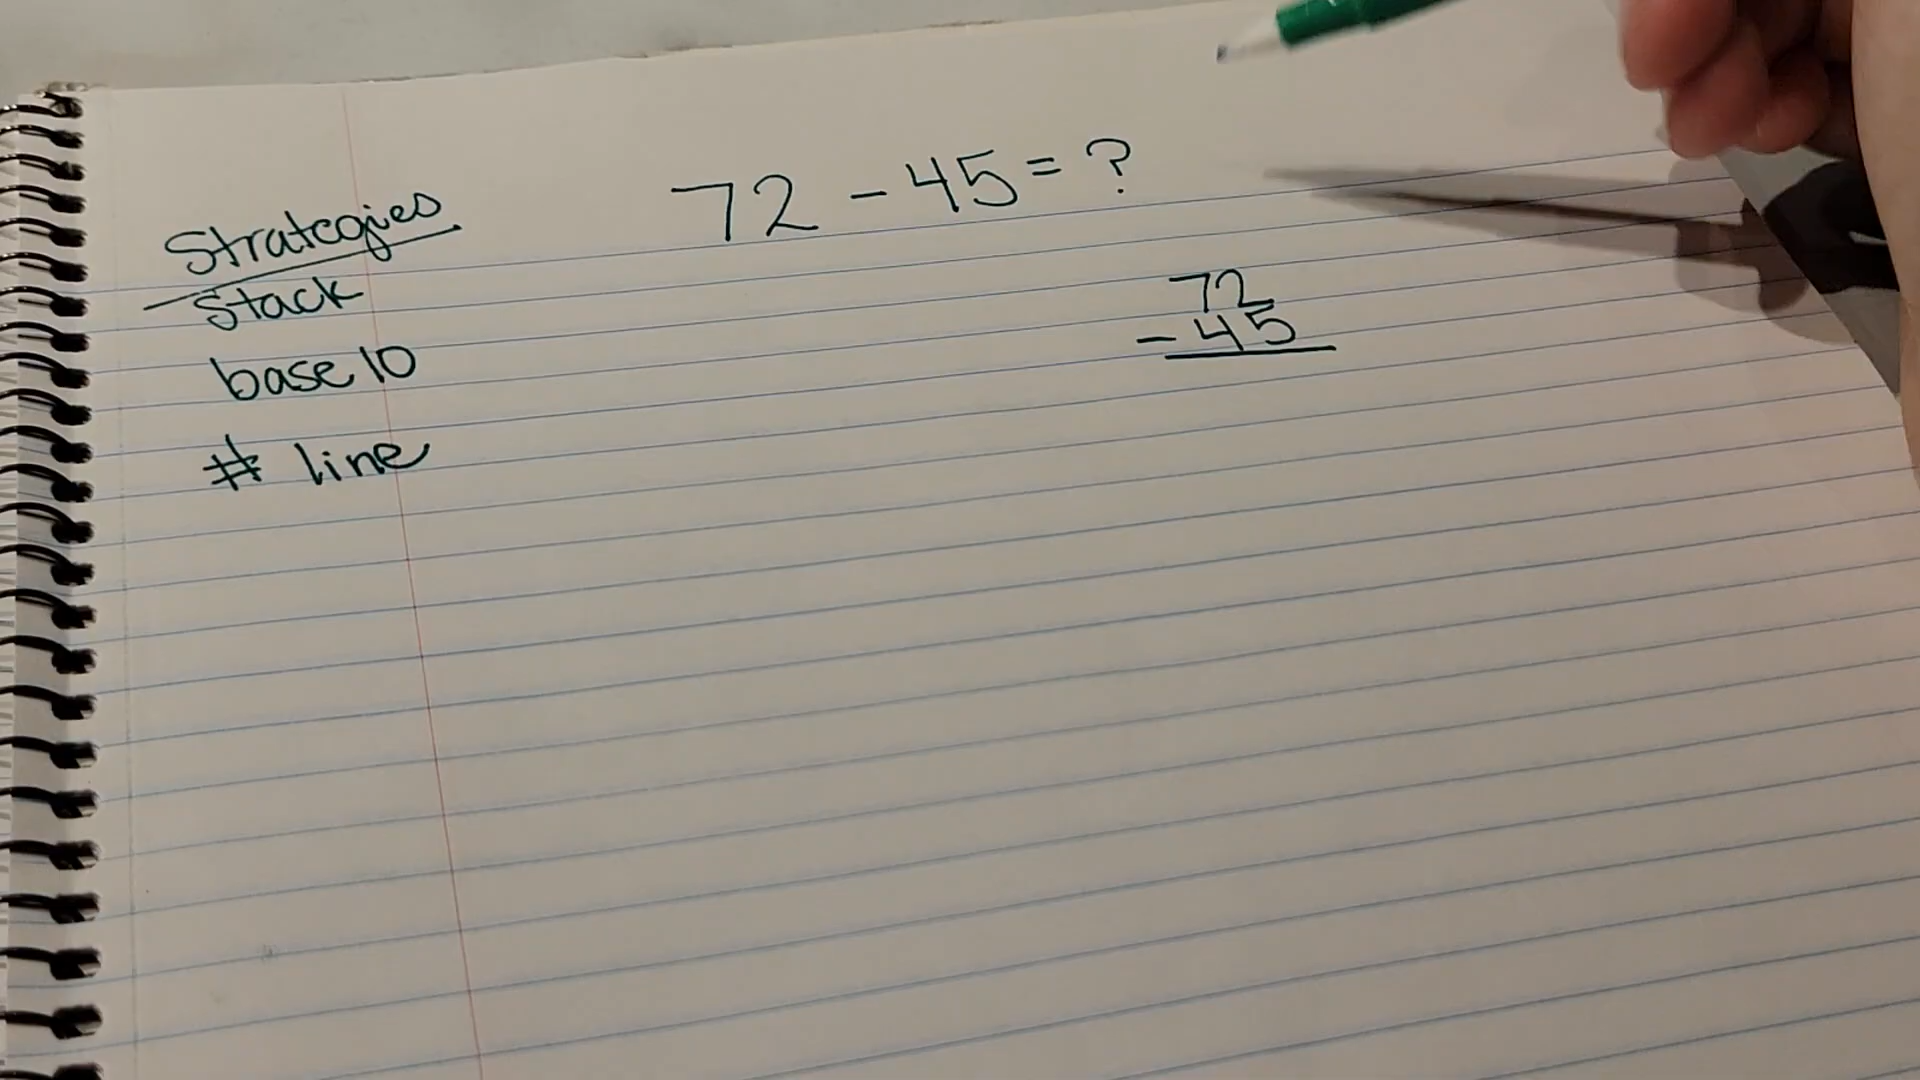 72 - 45 = ?
Strategies
Stack
base 10
# line
72
- 45